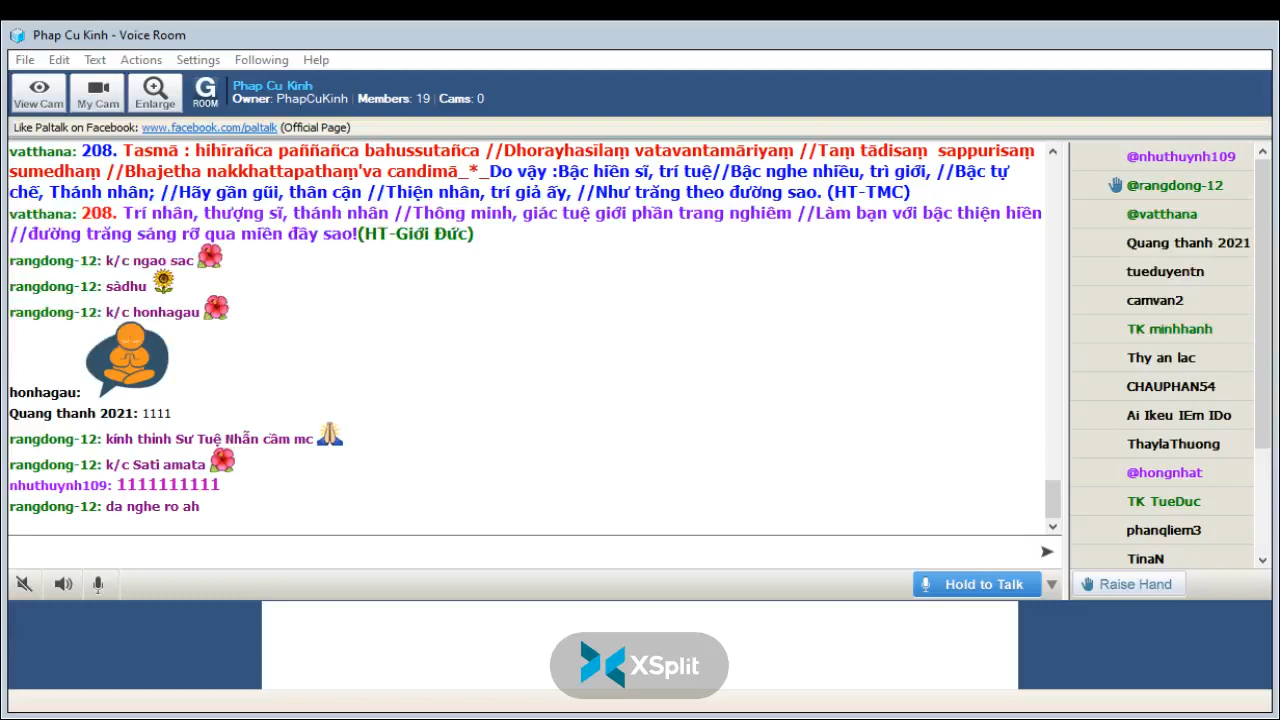 Phap Cu Kinh - Voice Room
File Edit Text Actions Settings Following Help
View Cam My Cam Enlarge G ROOM
Phap Cu Kinh
Owner: PhapCuKinh | Members: 19 | Cams: 0
Like Paltalk on Facebook: www.facebook.com/paltalk (Official Page)
vatthana: 208. Tasmā : hihīrañca paññañca bahussutañca //Dhorayhasīlaṃ vatavantamāriyaṃ //Taṃ tādisaṃ sappurisaṃ
sumedhaṃ //Bhajetha nakkhattapathaṃ'va candimā_*_Do vậy :Bậc hiền sĩ, trí tuệ//Bậc nghe nhiều, trì giới, //Bậc tự
chế, Thánh nhân; //Hãy gần gũi, thân cận //Thiện nhân, trí giả ấy, //Như trăng theo đường sao. (HT-TMC)
vatthana: 208. Trí nhân, thượng sĩ, thánh nhân //Thông minh, giác tuệ giới phần trang nghiêm //Làm bạn với bậc thiện hiền
//đường trăng sáng rỡ qua miền đầy sao!(HT-Giới Đức)
rangdong-12: k/c ngao sac
rangdong-12: sàdhu
rangdong-12: k/c honhagau
honhagau:
Quang thanh 2021: 1111
rangdong-12: kính thỉnh Sư Tuệ Nhẫn cầm mc
rangdong-12: k/c Sati amata
nhuthuynh109: 1111111111
rangdong-12: da nghe ro ah
Hold to Talk
@nhuthuynh109
@rangdong-12
@vatthana
Quang thanh 2021
tueduyentn
camvan2
TK minhhanh
Thy an lac
CHAUPHAN54
Ai Ikeu IEm IDo
ThaylaThuong
@hongnhat
TK TueDuc
phanqliem3
TinaN
Raise Hand
XSplit